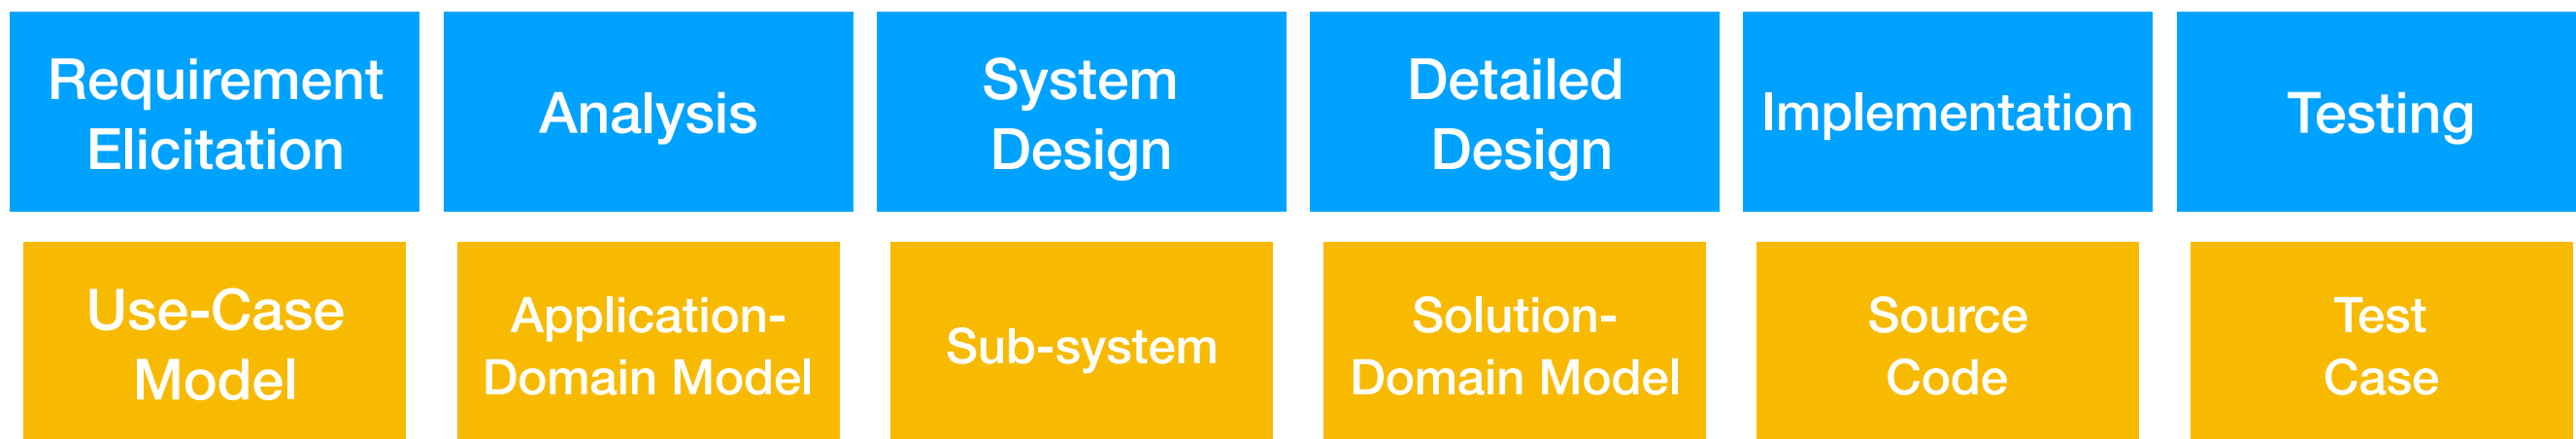 Requirement
Elicitation
Analysis
System
Design
Detailed
Design
Implementation
Testing
Use-Case
Model
Application-
Domain Model
Sub-system
Solution-
Domain Model
Source
Code
Test
Case